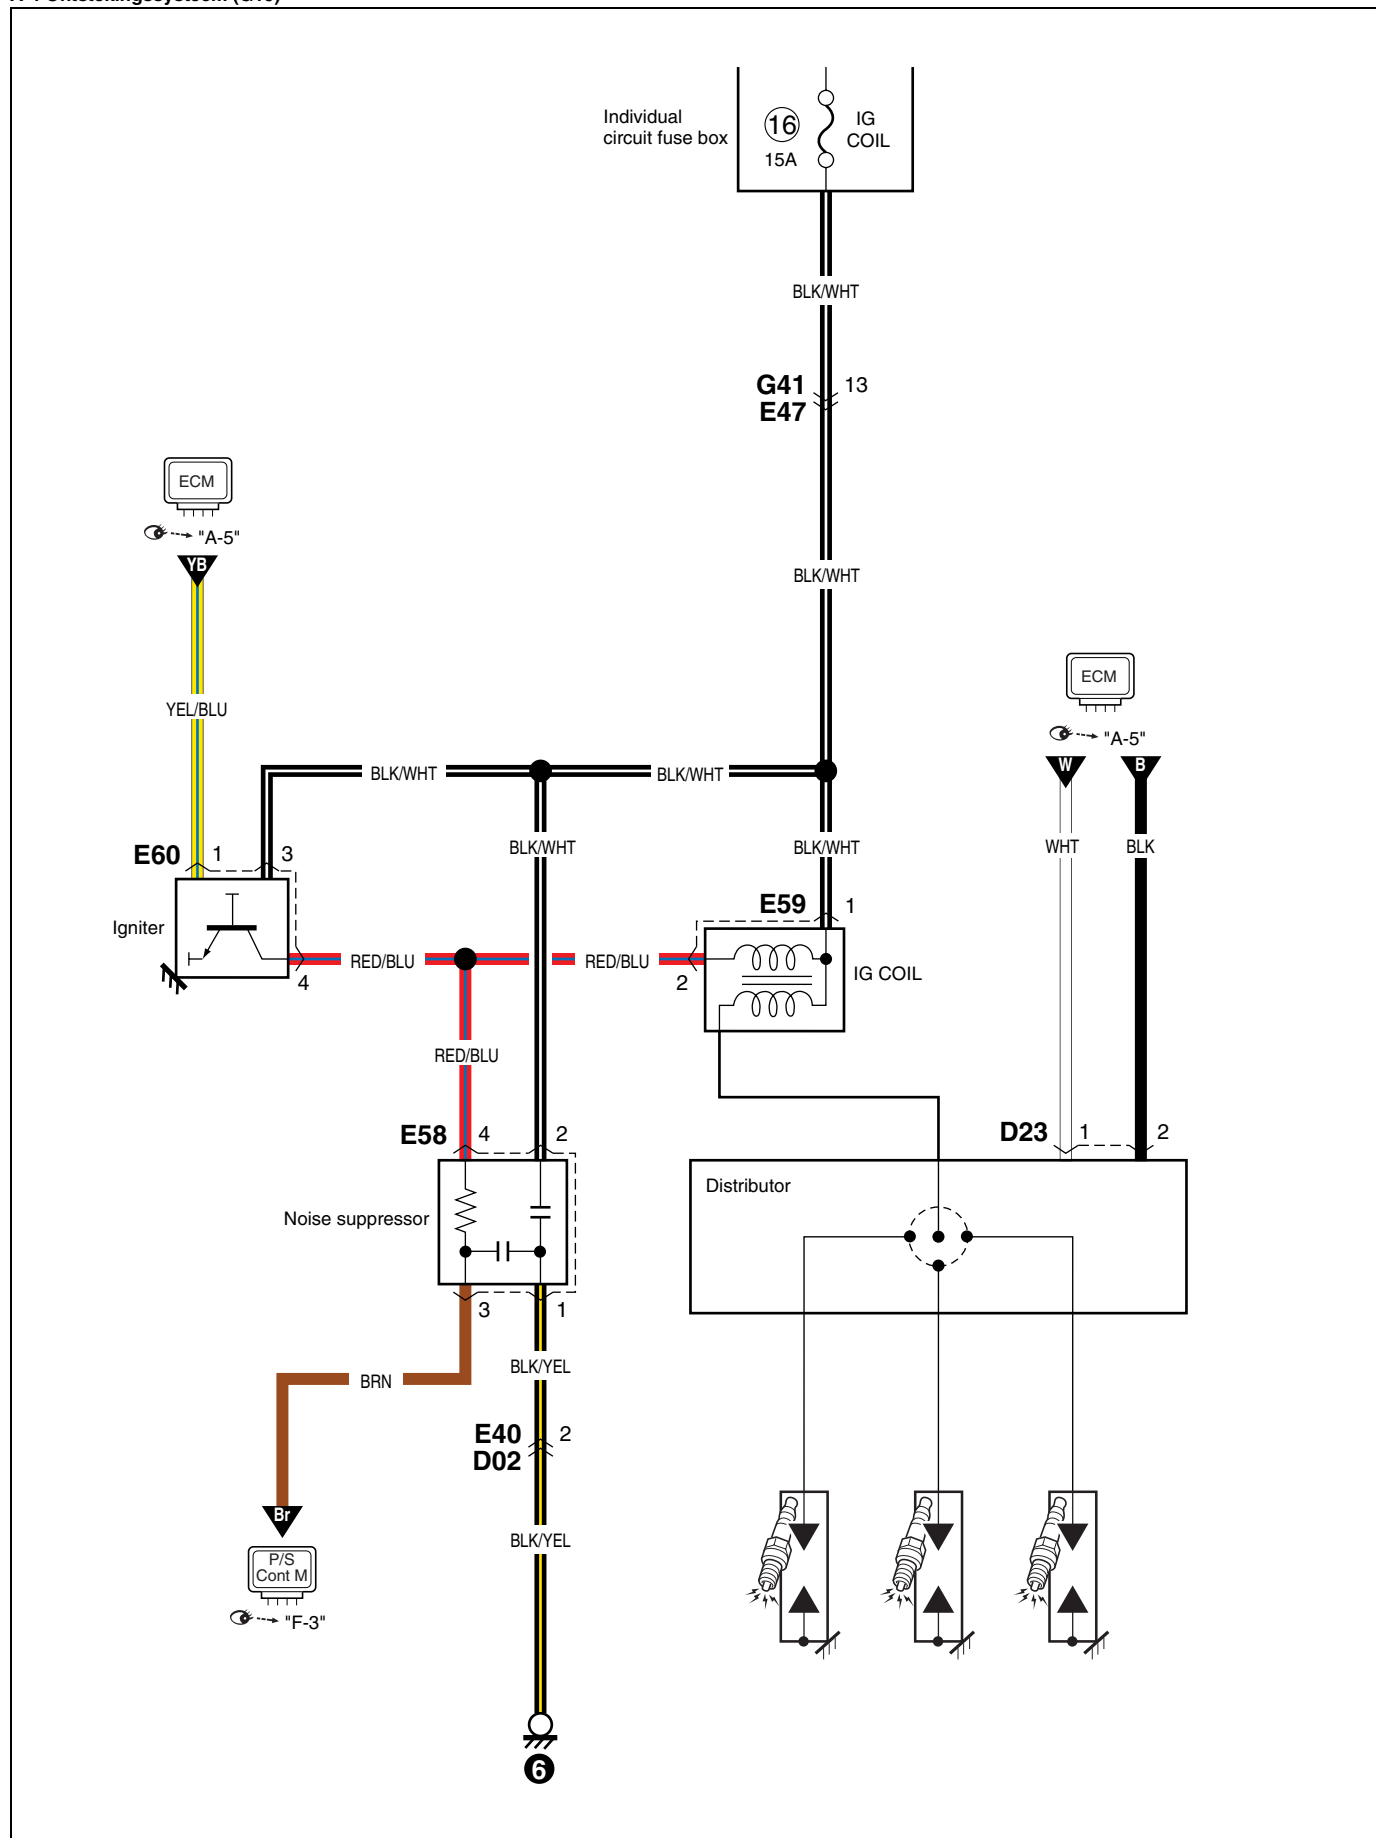 Individual
circuit fuse box
16
15A
IG
COIL
BLK/WHT
G41
E47
13
ECM
"A-5"
YB
BLK/WHT
ECM
"A-5"
YEL/BLU
W
B
BLK/WHT
BLK/WHT
BLK/WHT
BLK/WHT
WHT
BLK
E60
1
3
E59
1
Igniter
RED/BLU
RED/BLU
4
2
IG COIL
RED/BLU
E58
4
2
D23
1
2
Distributor
Noise suppressor
3
1
BLK/YEL
BRN
E40
D02
2
Br
BLK/YEL
P/S
Cont M
"F-3"
6